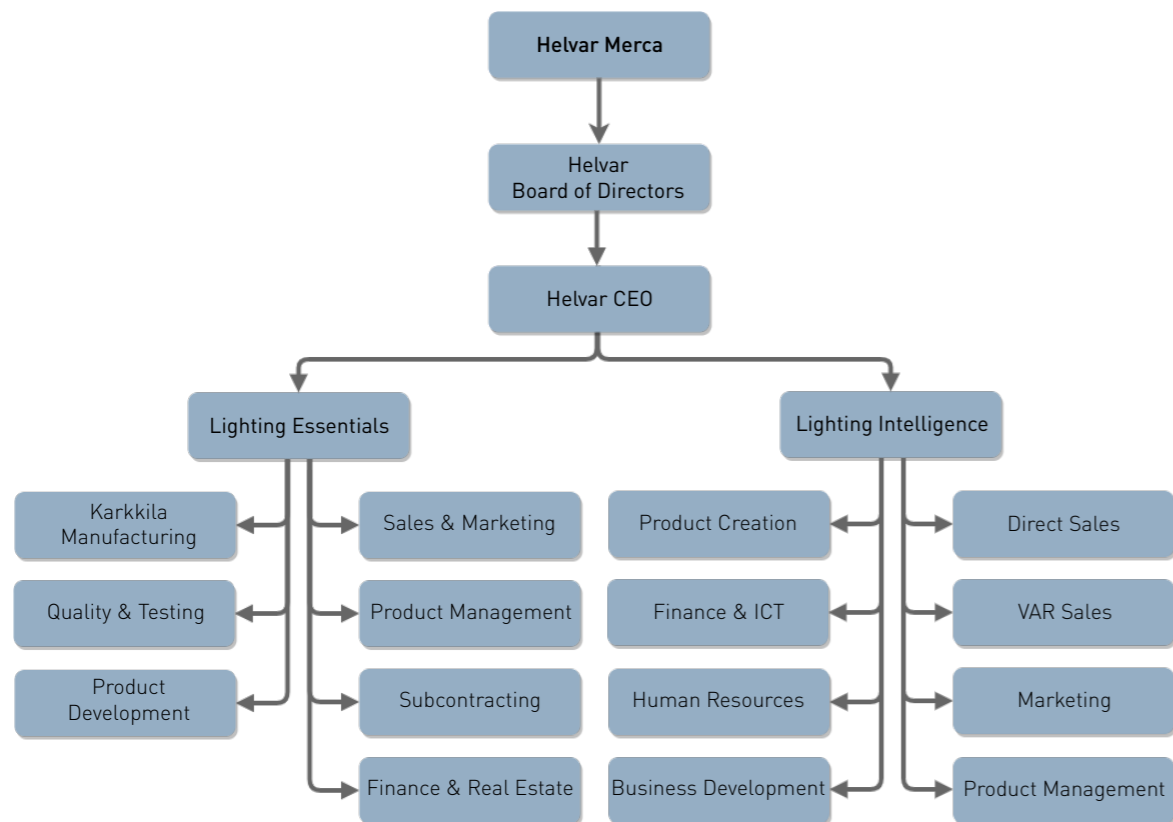 Helvar Merca
Helvar
Board of Directors
Helvar CEO
Lighting Essentials
Lighting Intelligence
Karkkila
Manufacturing
Sales & Marketing
Product Creation
Direct Sales
Quality & Testing
Product Management
Finance & ICT
VAR Sales
Product
Development
Subcontracting
Human Resources
Marketing
Finance & Real Estate
Business Development
Product Management